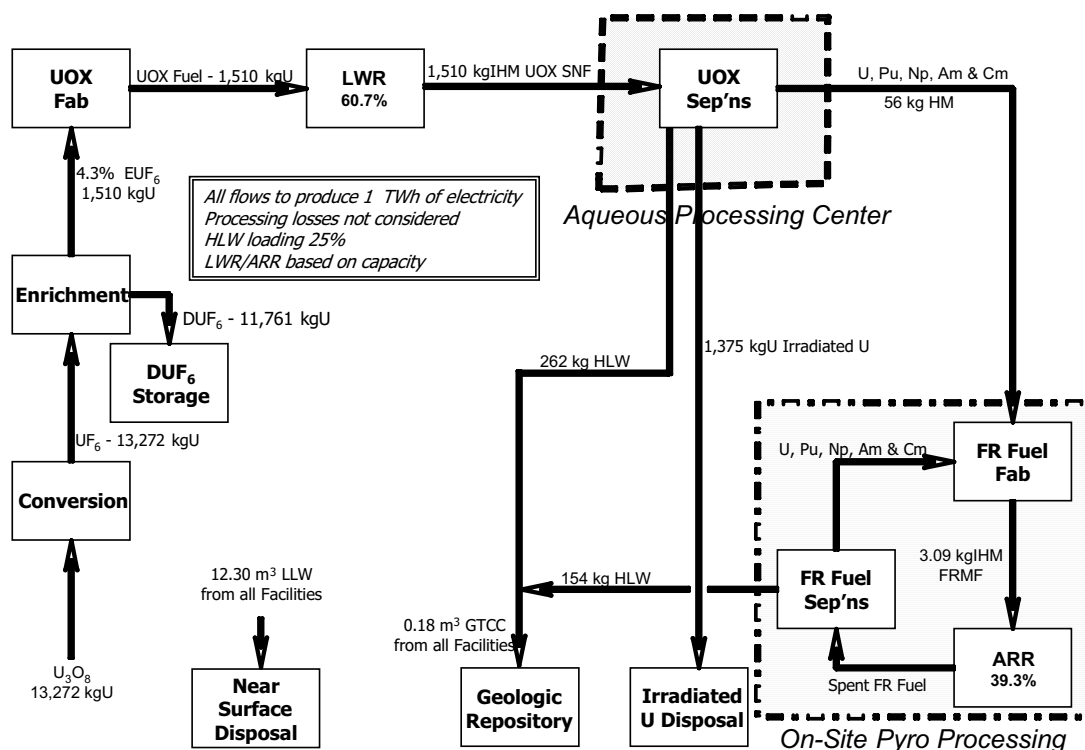 UOX
Fab
UOX Fuel - 1,510 kgU
LWR
60.7%
1,510 kgIHM UOX SNF
UOX
Sep'ns
U, Pu, Np, Am & Cm
56 kg HM
Aqueous Processing Center
4.3% EUF₆
1,510 kgU
All flows to produce 1 TWh of electricity
Processing losses not considered
HLW loading 25%
LWR/ARR based on capacity
Enrichment
DUF₆ - 11,761 kgU
DUF₆
Storage
262 kg HLW
1,375 kgU Irradiated U
UF₆ - 13,272 kgU
Conversion
U₃O₈
13,272 kgU
12.30 m³ LLW
from all Facilities
Near
Surface
Disposal
154 kg HLW
0.18 m³ GTCC
from all Facilities
Geologic
Repository
Irradiated
U Disposal
U, Pu, Np, Am & Cm
FR Fuel
Fab
3.09 kgIHM
FRMF
FR Fuel
Sep'ns
ARR
39.3%
Spent FR Fuel
On-Site Pyro Processing